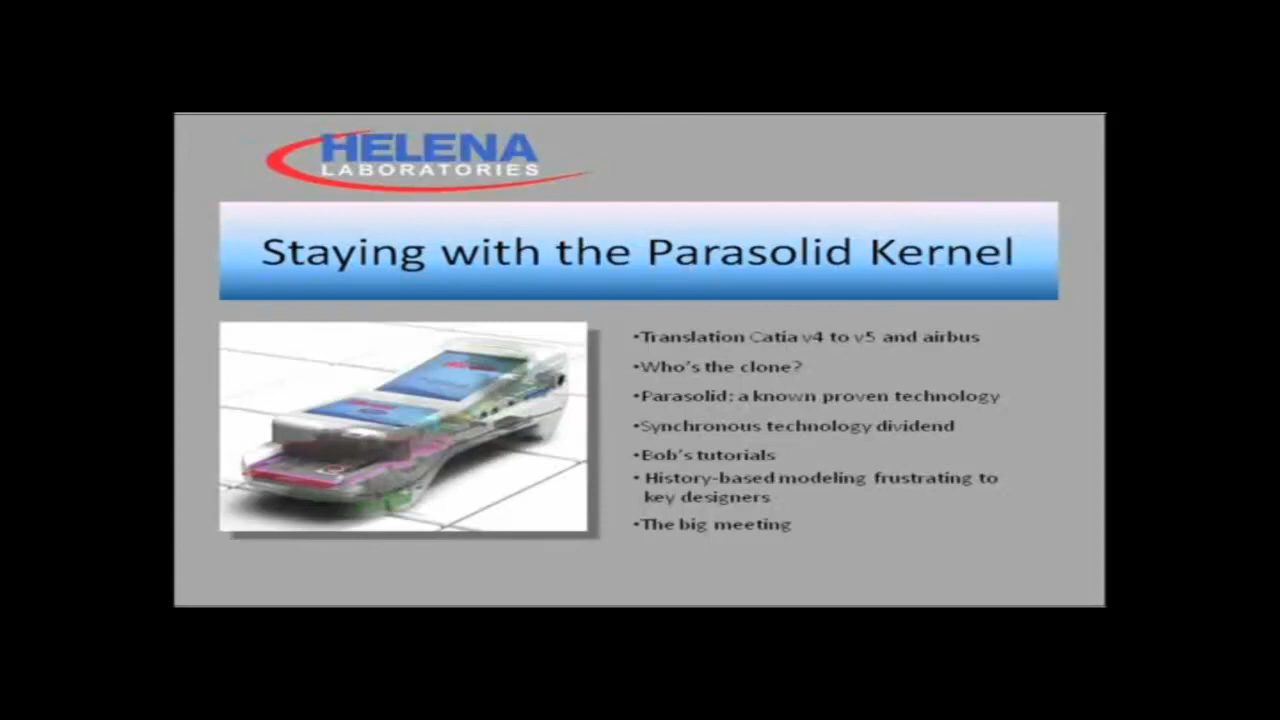 HELENA
LABORATORIES
Staying with the Parasolid Kernel
•Translation Catia v4 to v5 and airbus
•Who's the clone?
•Parasolid; a known proven technology
•Synchronous technology dividend
•Bob's tutorials
• History-based modeling frustrating to
key designers
•The big meeting